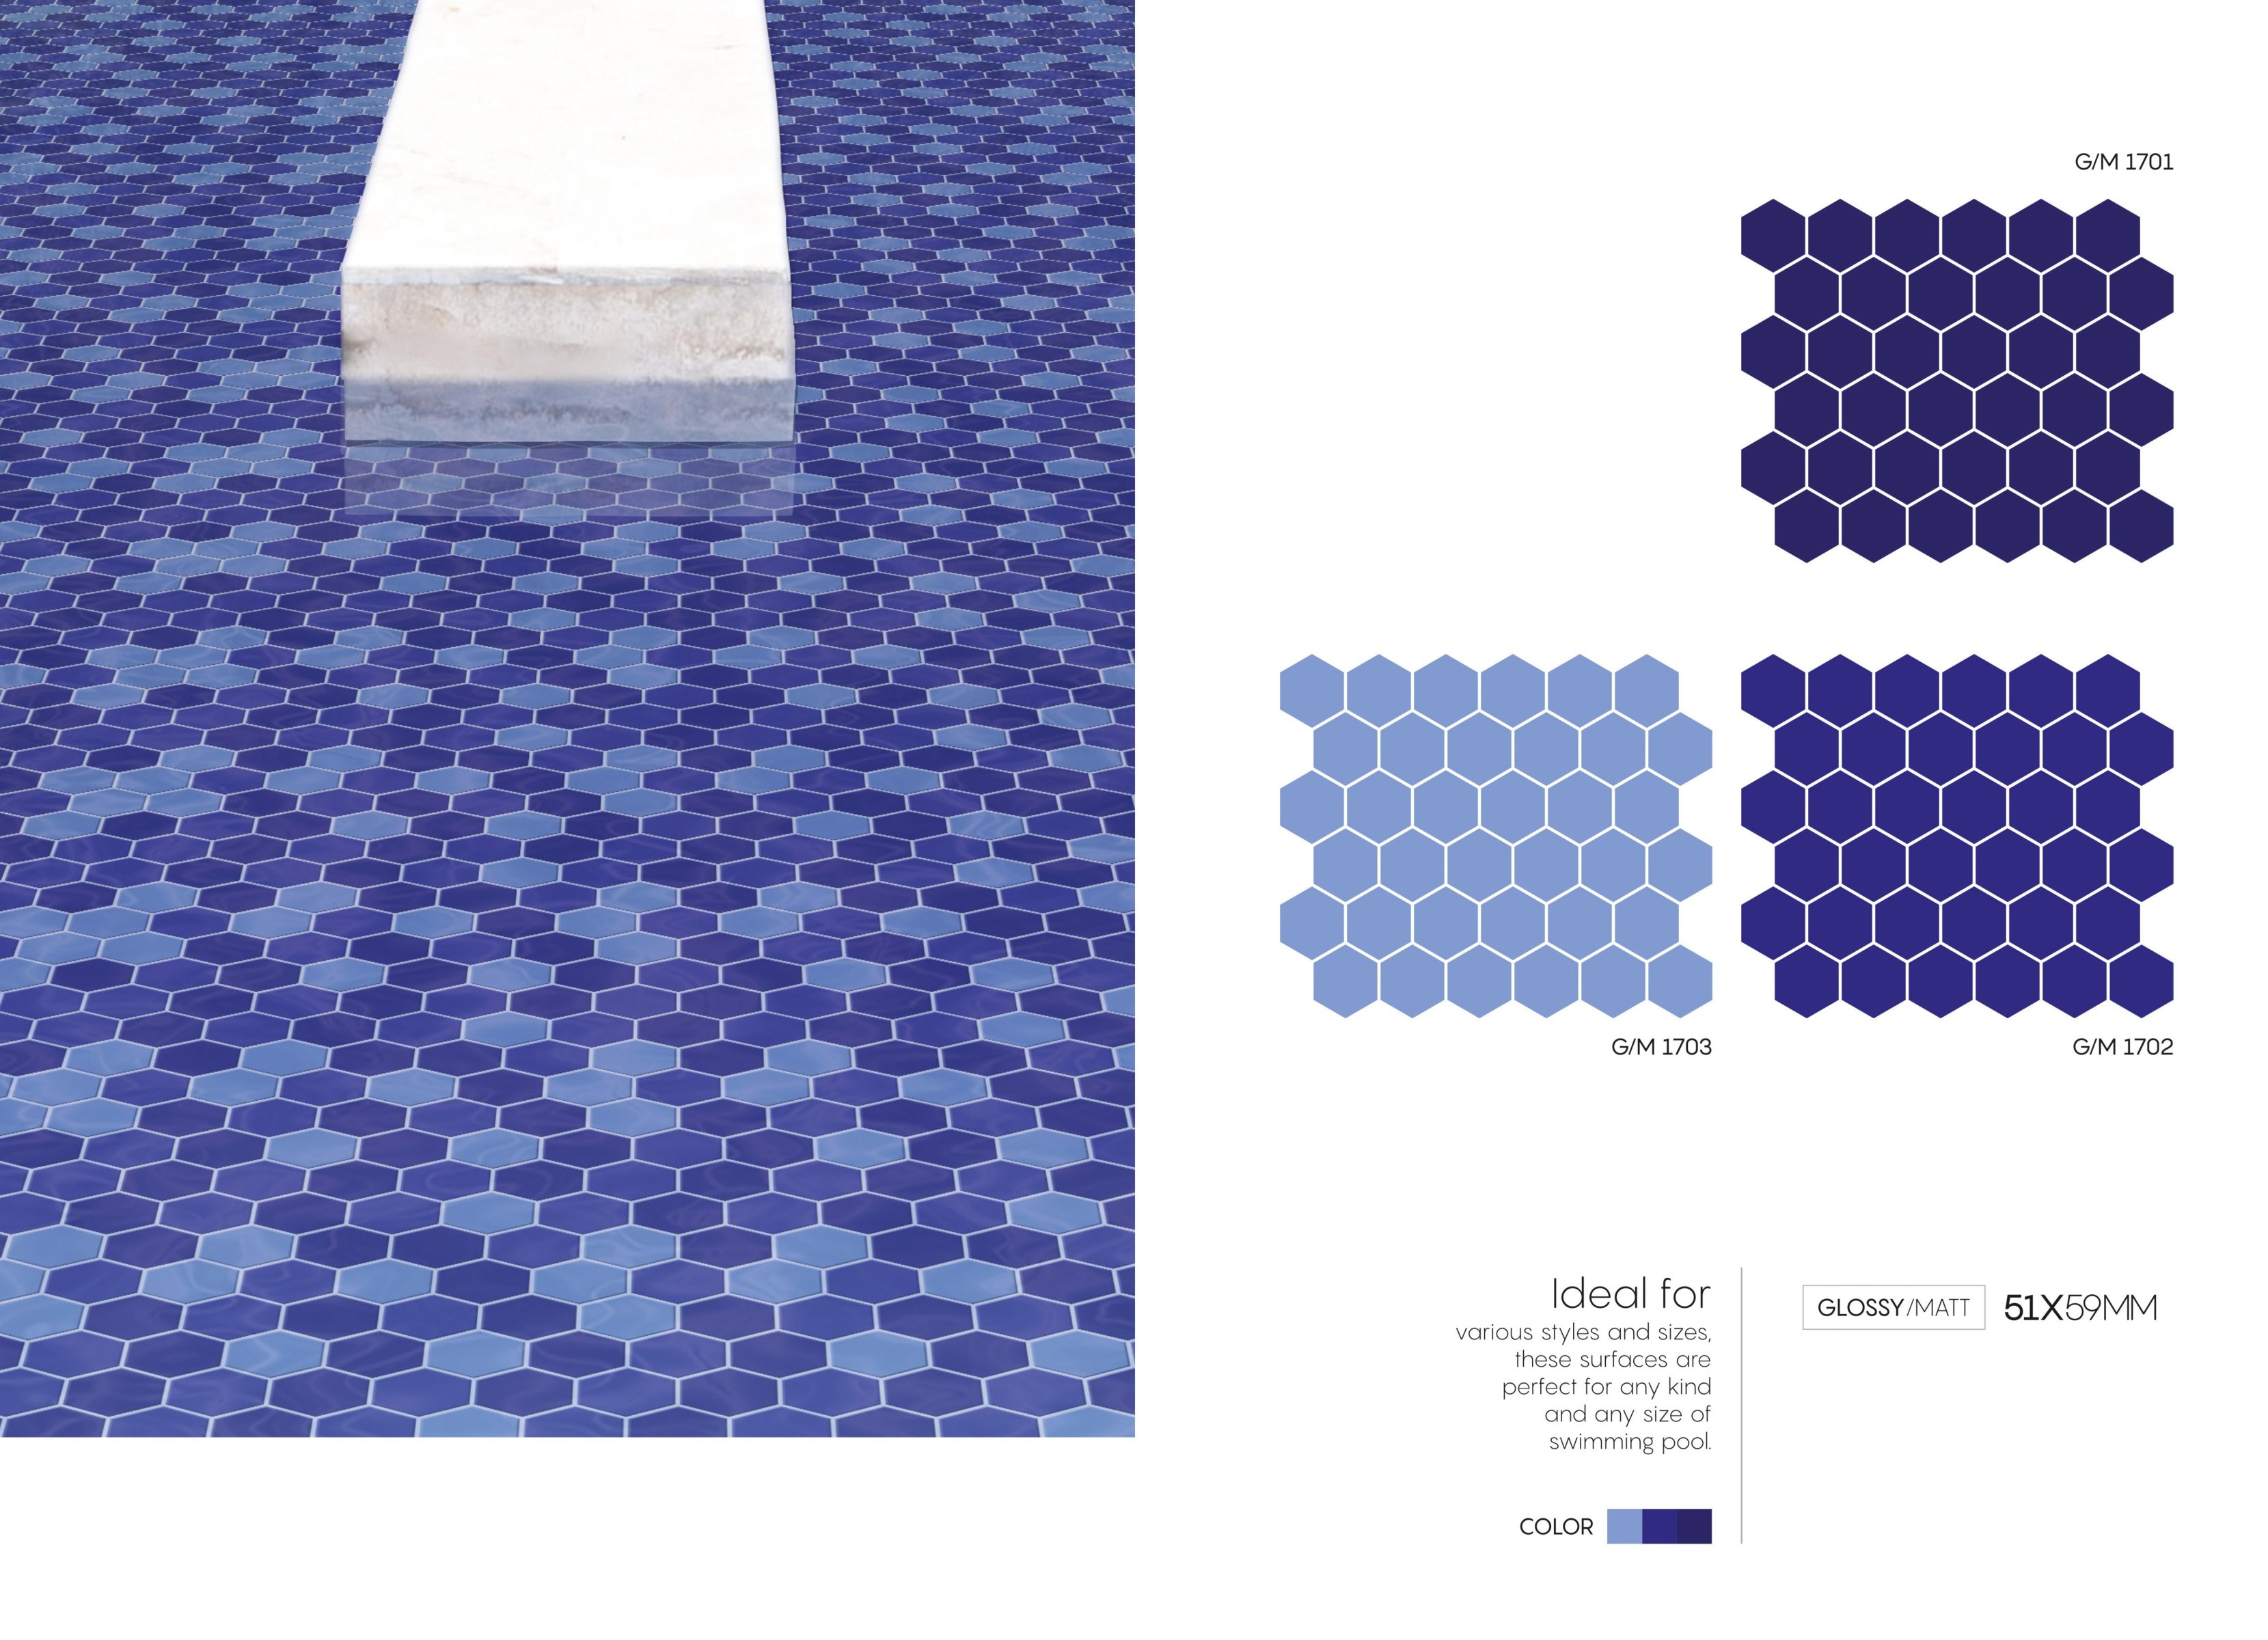 G/M 1701
G/M 1703
G/M 1702
Ideal for
various styles and sizes,
these surfaces are
perfect for any kind
and any size of
swimming pool.
COLOR
GLOSSY/MATT
51X59MM